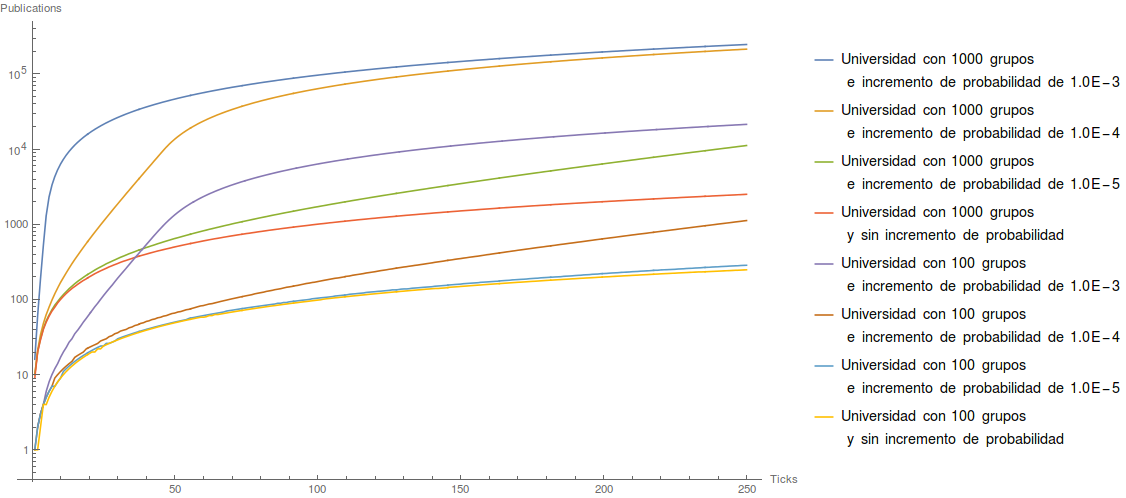 Publications
10^5
10^4
1000
100
10
1
50
100
150
200
250
Ticks
Universidad con 1000 grupos
e incremento de probabilidad de 1.0E−3
Universidad con 1000 grupos
e incremento de probabilidad de 1.0E−4
Universidad con 1000 grupos
e incremento de probabilidad de 1.0E−5
Universidad con 1000 grupos
y sin incremento de probabilidad
Universidad con 100 grupos
e incremento de probabilidad de 1.0E−3
Universidad con 100 grupos
e incremento de probabilidad de 1.0E−4
Universidad con 100 grupos
e incremento de probabilidad de 1.0E−5
Universidad con 100 grupos
y sin incremento de probabilidad